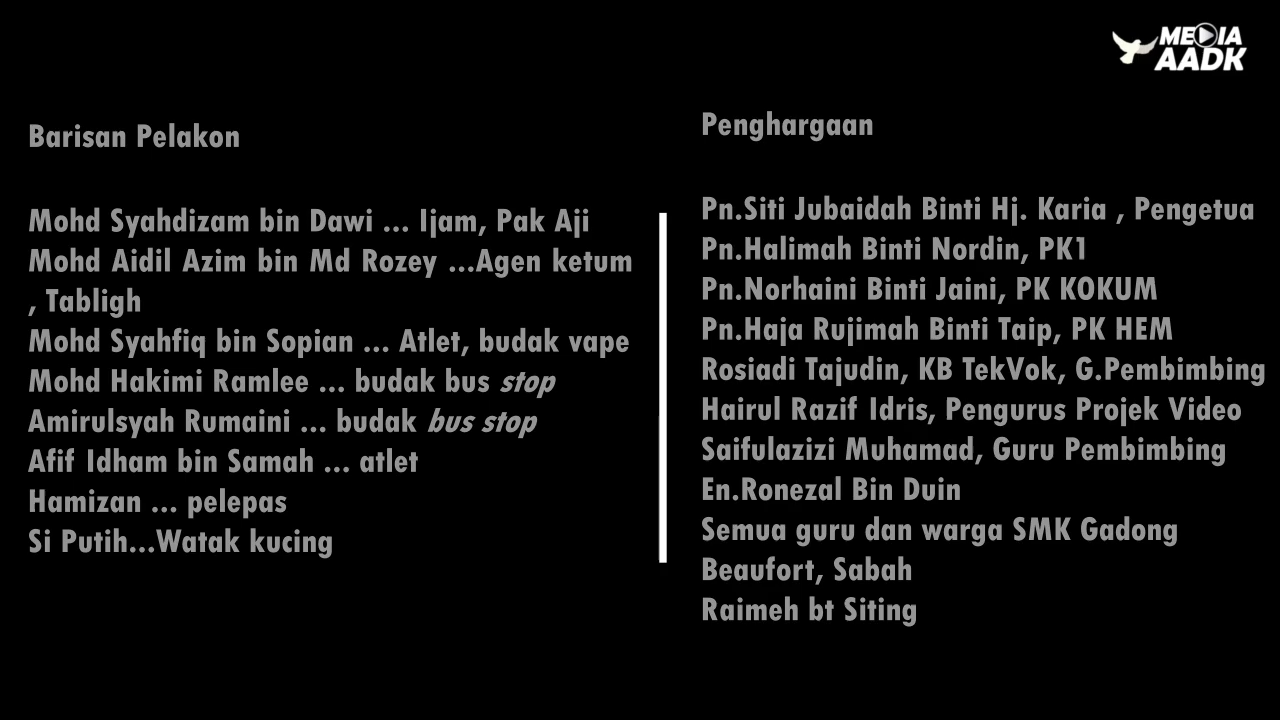 MEDIA
AADK
Barisan Pelakon
Mohd Syahdizam bin Dawi ... Ijam, Pak Aji
Mohd Aidil Azim bin Md Rozey ...Agen ketum
, Tabligh
Mohd Syahfiq bin Sopian ... Atlet, budak vape
Mohd Hakimi Ramlee ... budak bus stop
Amirulsyah Rumaini ... budak bus stop
Afif Idham bin Samah ... atlet
Hamizan ... pelepas
Si Putih...Watak kucing
Penghargaan
Pn.Siti Jubaidah Binti Hj. Karia , Pengetua
Pn.Halimah Binti Nordin, PK1
Pn.Norhaini Binti Jaini, PK KOKUM
Pn.Haja Rujimah Binti Taip, PK HEM
Rosiadi Tajudin, KB TekVok, G.Pembimbing
Hairul Razif Idris, Pengurus Projek Video
Saifulazizi Muhamad, Guru Pembimbing
En.Ronezal Bin Duin
Semua guru dan warga SMK Gadong
Beaufort, Sabah
Raimeh bt Siting